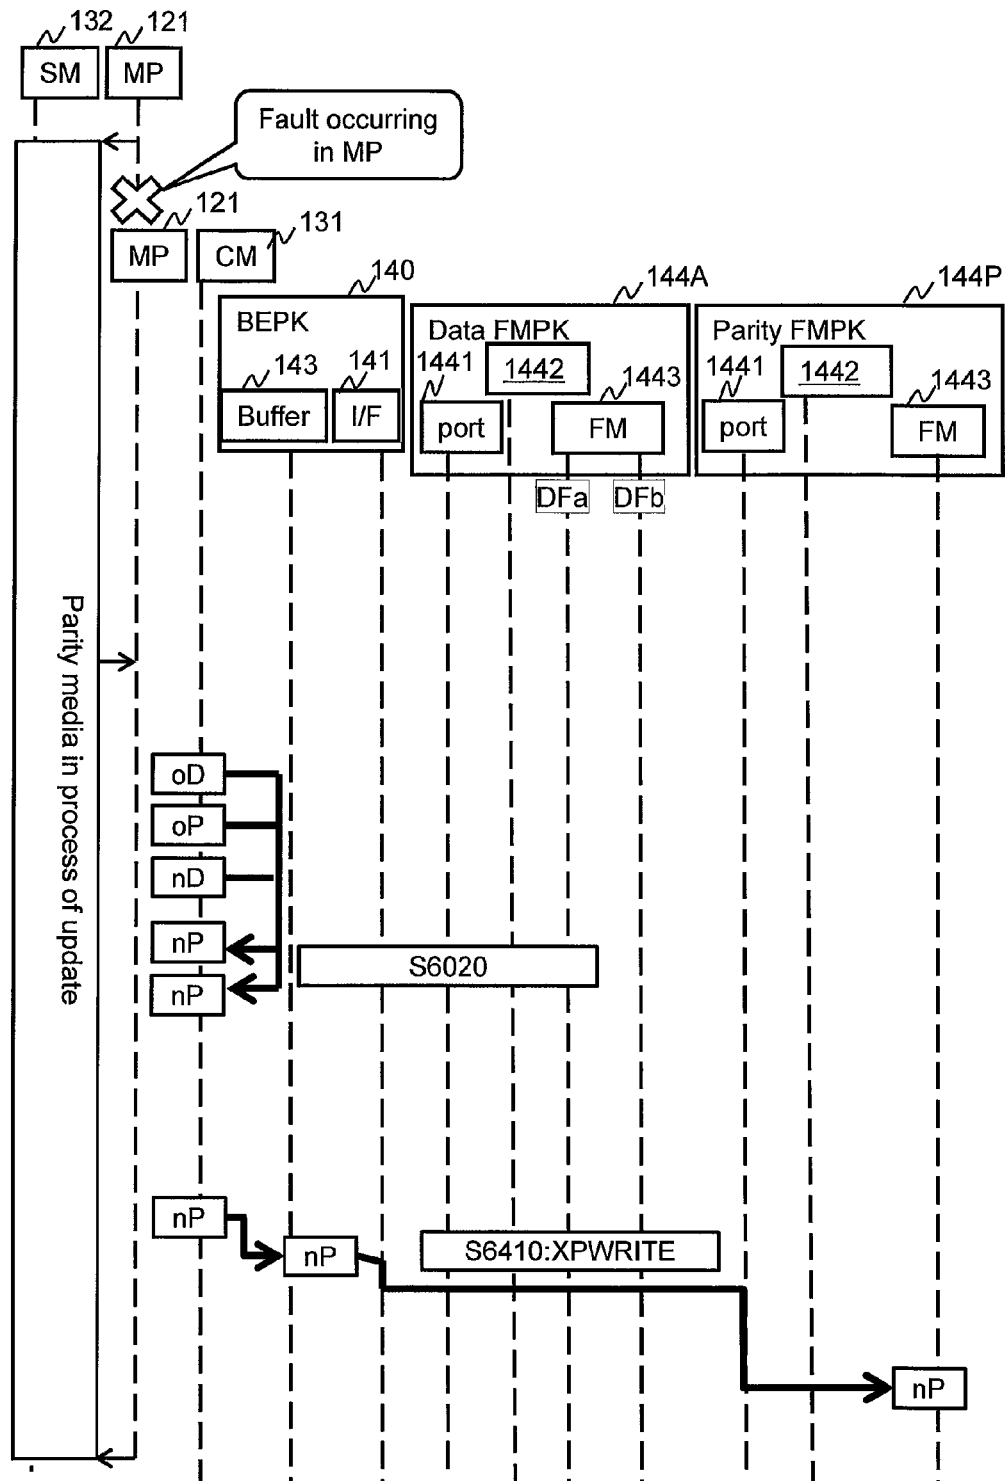 132
121
SM
MP
Fault occurring
in MP
121
131
MP
CM
140
144A
144P
BEPK
Data FMPK
Parity FMPK
143
141
1441
1442
1443
1441
1442
1443
Buffer
I/F
port
FM
port
FM
DFa
DFb
Parity media in process of update
oD
oP
nD
nP
nP
S6020
nP
nP
S6410:XPWRITE
nP